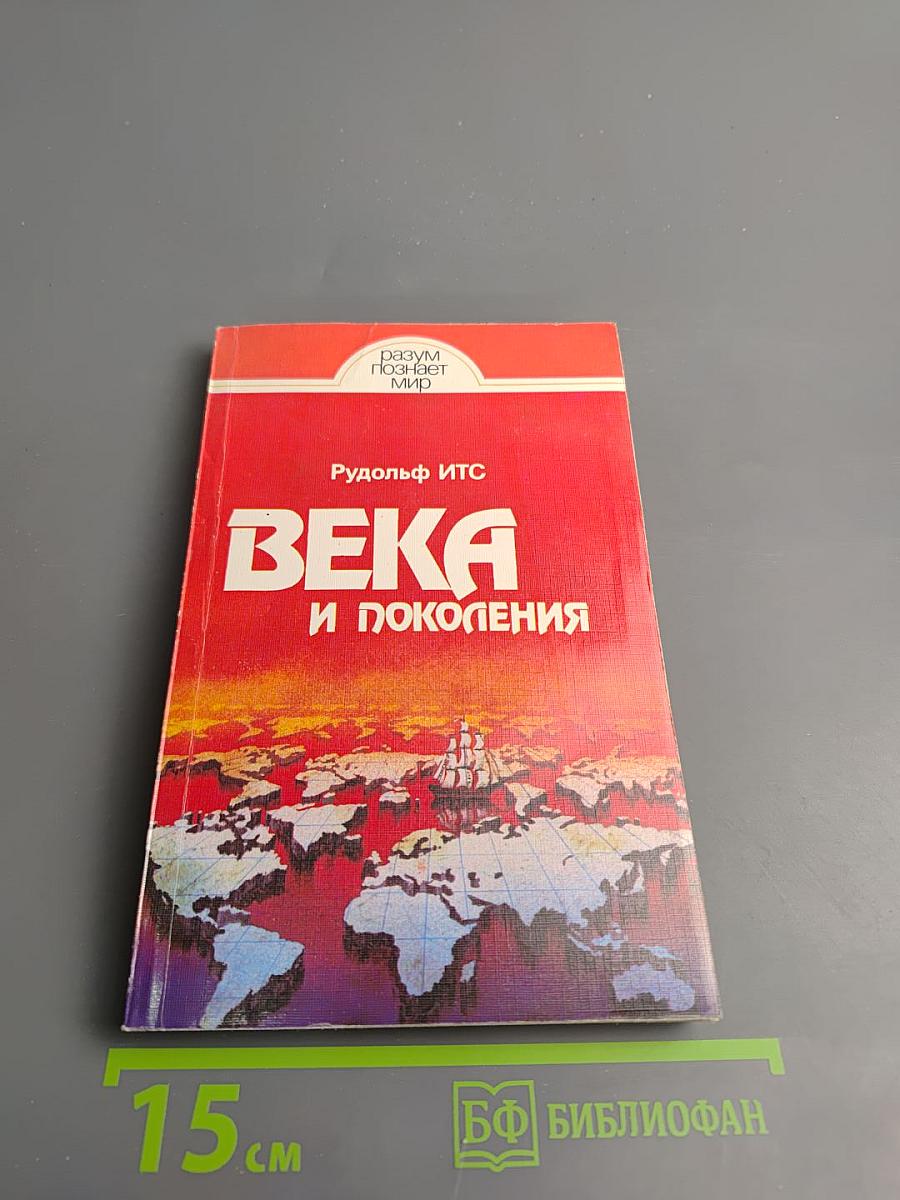 разум
познает
мир
Рудольф ИТС
ВЕКА
И ПОКОЛЕНИЯ
15 см
БФ БИБЛИОФАН